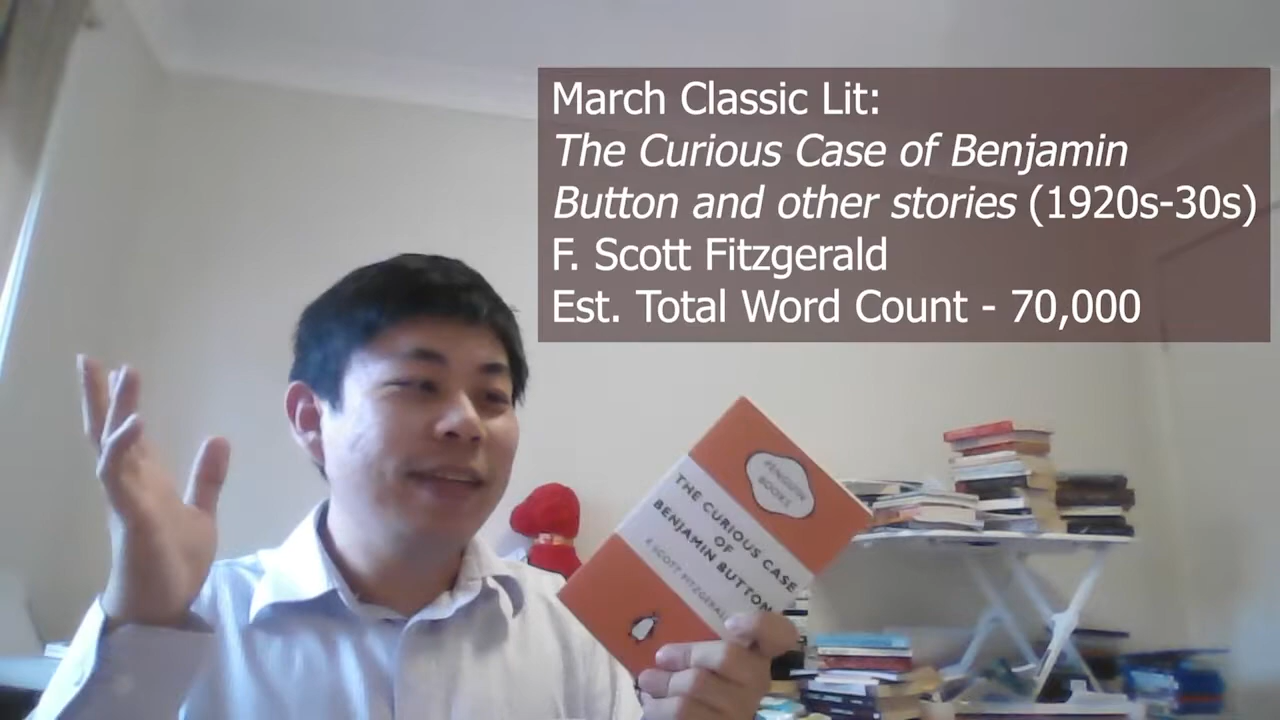 March Classic Lit:
The Curious Case of Benjamin
Button and other stories (1920s-30s)
F. Scott Fitzgerald
Est. Total Word Count - 70,000
PENGUIN
BOOKS
THE CURIOUS CASE
OF
BENJAMIN BUTTON
F. SCOTT FITZGERAL